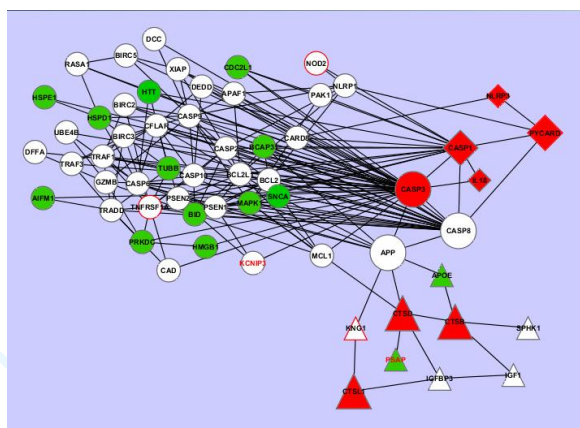 DCC
BIRC5
RASA1
XIAP
CDC2L1
NOD2
DEDD
HSPE1
HTT
APAF1
PAK1
NLRP1
NLRP3
BIRC2
HSPD1
CASP9
CFLAR
UBE4B
BIRC3
CARD8
PYCARD
DFFA
TRAF1
CASP2
BCAP31
CASP1
TRAF3
TUBB
BCL2L1
BCL2
GZMB
CASP6
CASP10
CASP3
IL1B
AIFM1
PSEN2
SNCA
TRADD
TNFRSF1A
BID
PSEN1
MAPK1
CASP8
PRKDC
HMGB1
CAD
KCNIP3
MCL1
APP
APOE
CTSD
CTSB
KNG1
SPHK1
PSAP
IGFBP3
IGF1
CTSL1